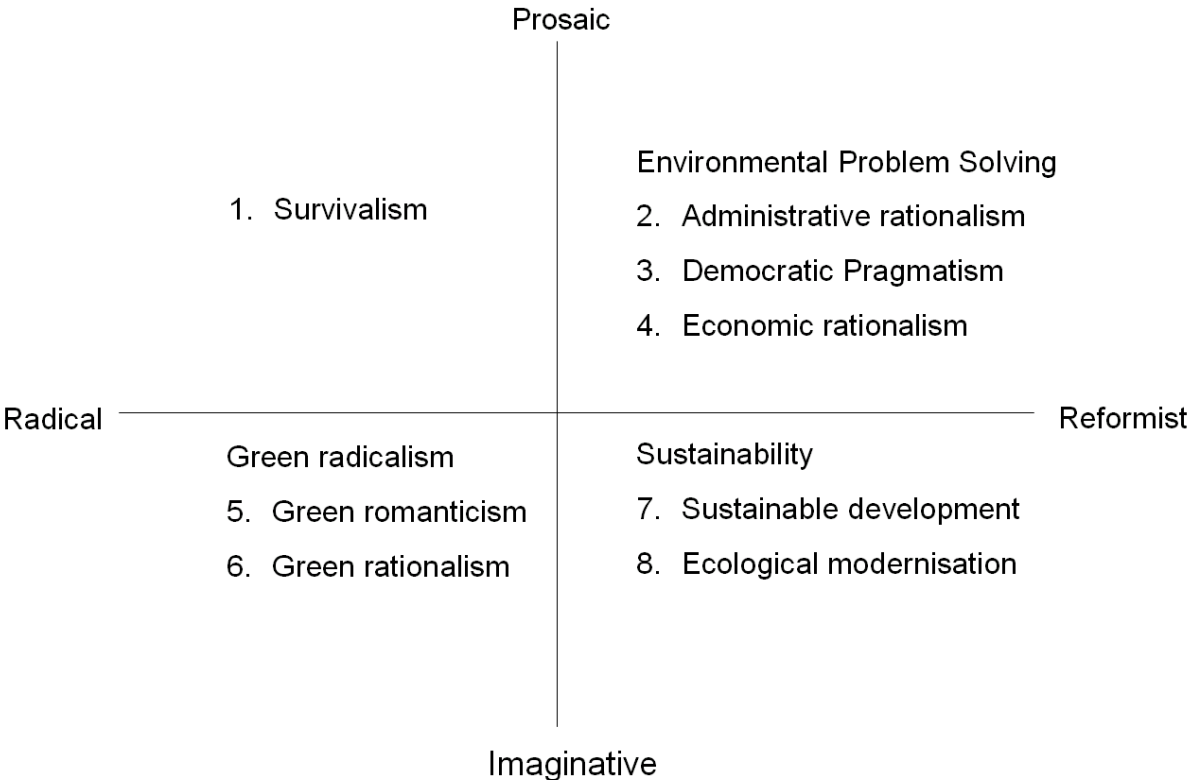 Prosaic
1. Survivalism
Environmental Problem Solving
2. Administrative rationalism
3. Democratic Pragmatism
4. Economic rationalism
Radical
Reformist
Green radicalism
5. Green romanticism
6. Green rationalism
Sustainability
7. Sustainable development
8. Ecological modernisation
Imaginative